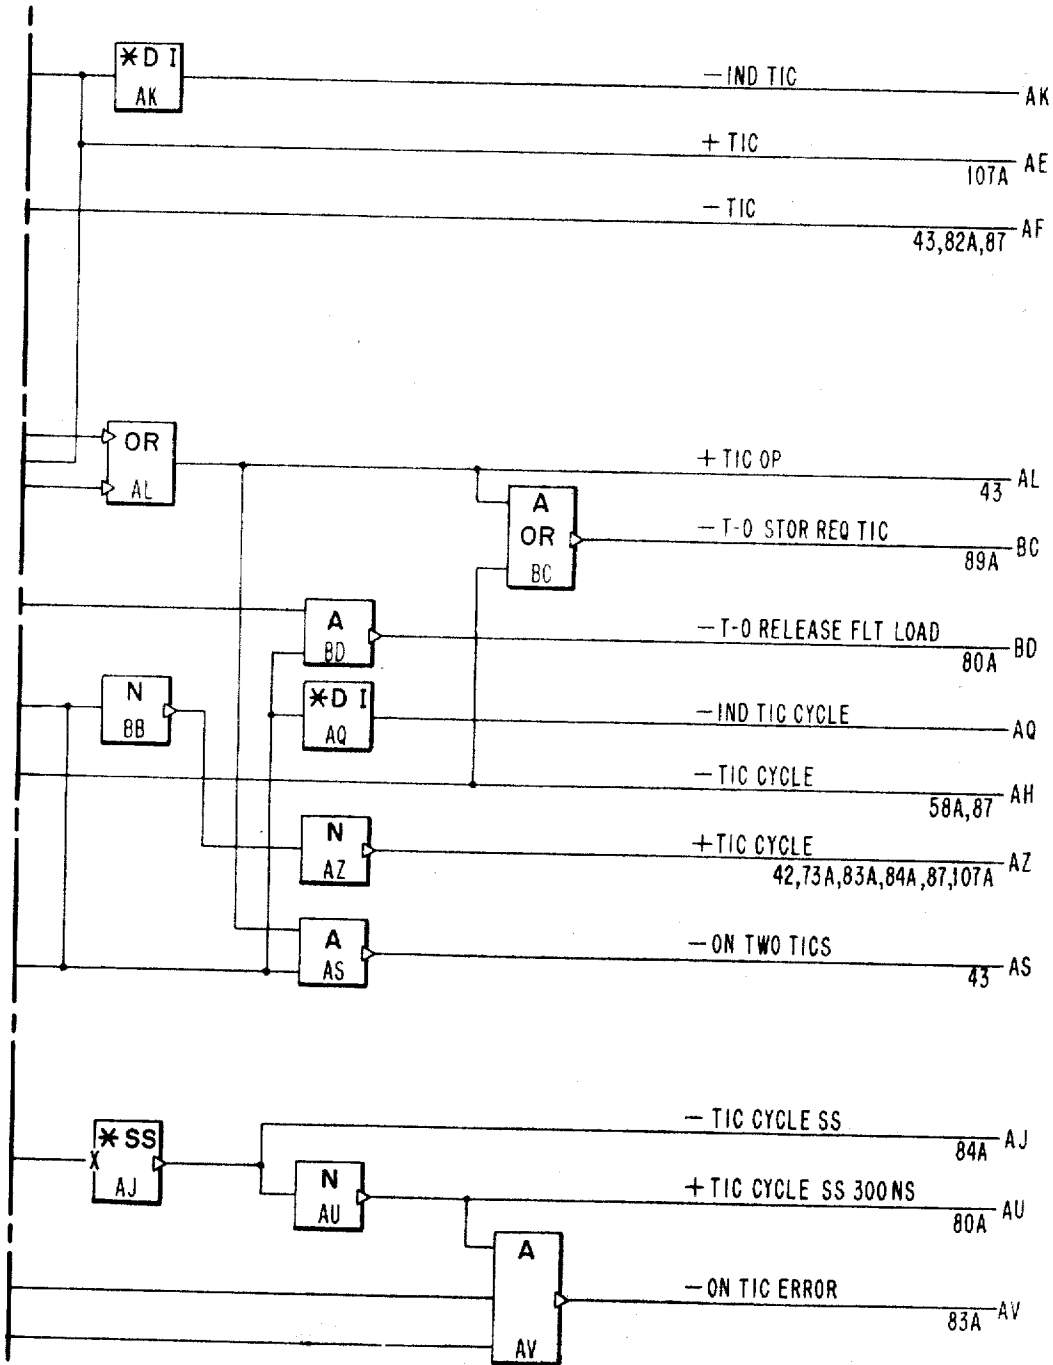 *D I
AK
— IND TIC
AK
+ TIC
107A
AE
— TIC
43,82A,87
AF
OR
AL
+ TIC OP
43
AL
A
OR
BC
— T-O STOR REQ TIC
89A
BC
A
BD
— T-O RELEASE FLT LOAD
80A
BD
N
BB
*D I
AQ
— IND TIC CYCLE
AQ
— TIC CYCLE
58A,87
AH
N
AZ
+ TIC CYCLE
42,73A,83A,84A,87,107A
AZ
A
AS
— ON TWO TICS
43
AS
*SS
X
AJ
— TIC CYCLE SS
84A
AJ
N
AU
+ TIC CYCLE SS 300NS
80A
AU
A
AV
— ON TIC ERROR
83A
AV